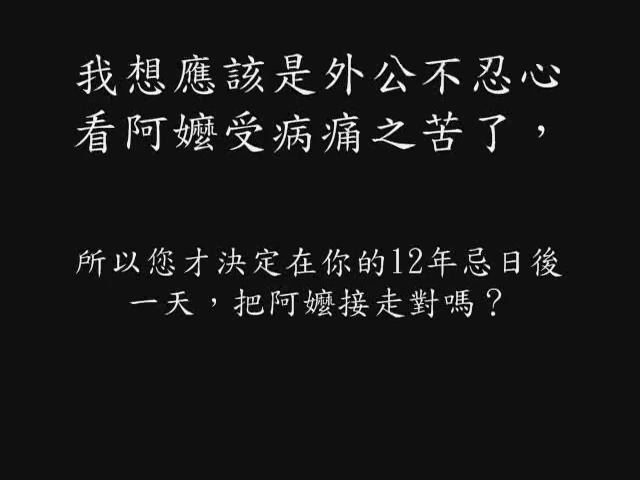 我想應該是外公不忍心
看阿嬤受病痛之苦了，
所以您才決定在你的12年忌日後
一天，把阿嬤接走對嗎？